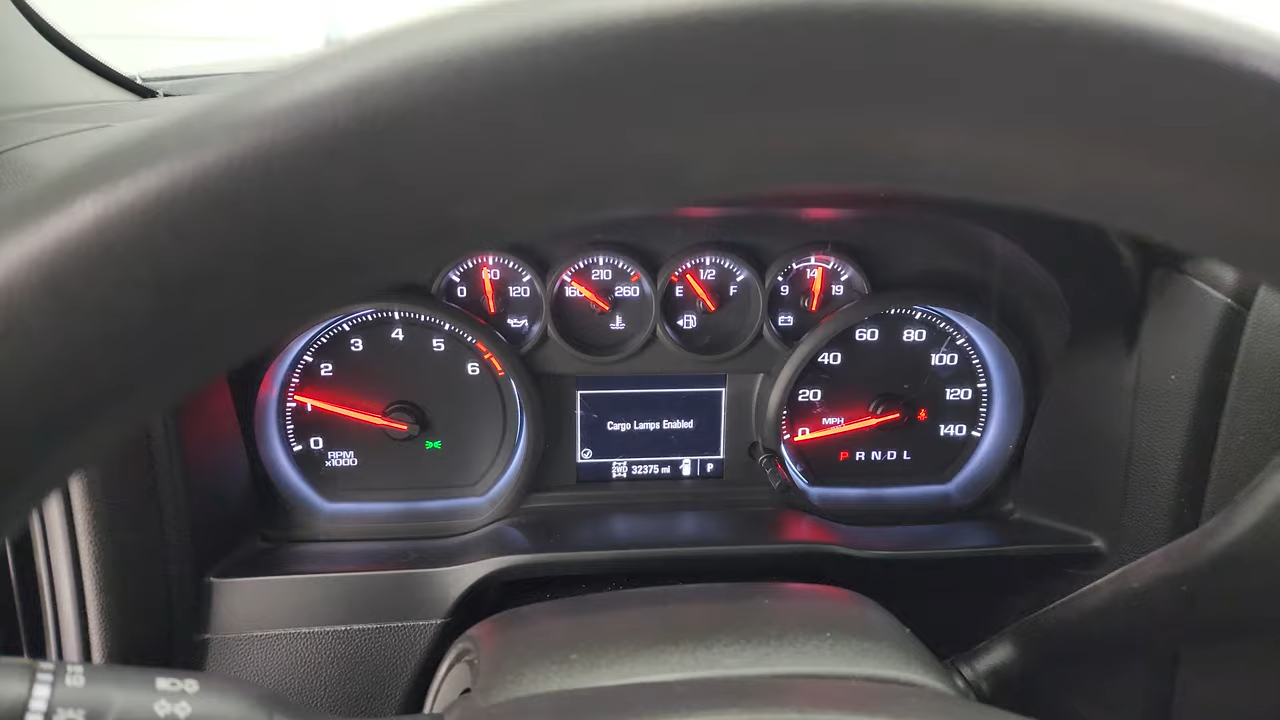 0 60 120
160 210 260
E 1/2 F
9 14 19
0 1 2 3 4 5 6
RPM
x1000
Cargo Lamps Enabled
2WD 32375 mi P
0 20 40 60 80 100 120 140
MPH
P R N D L